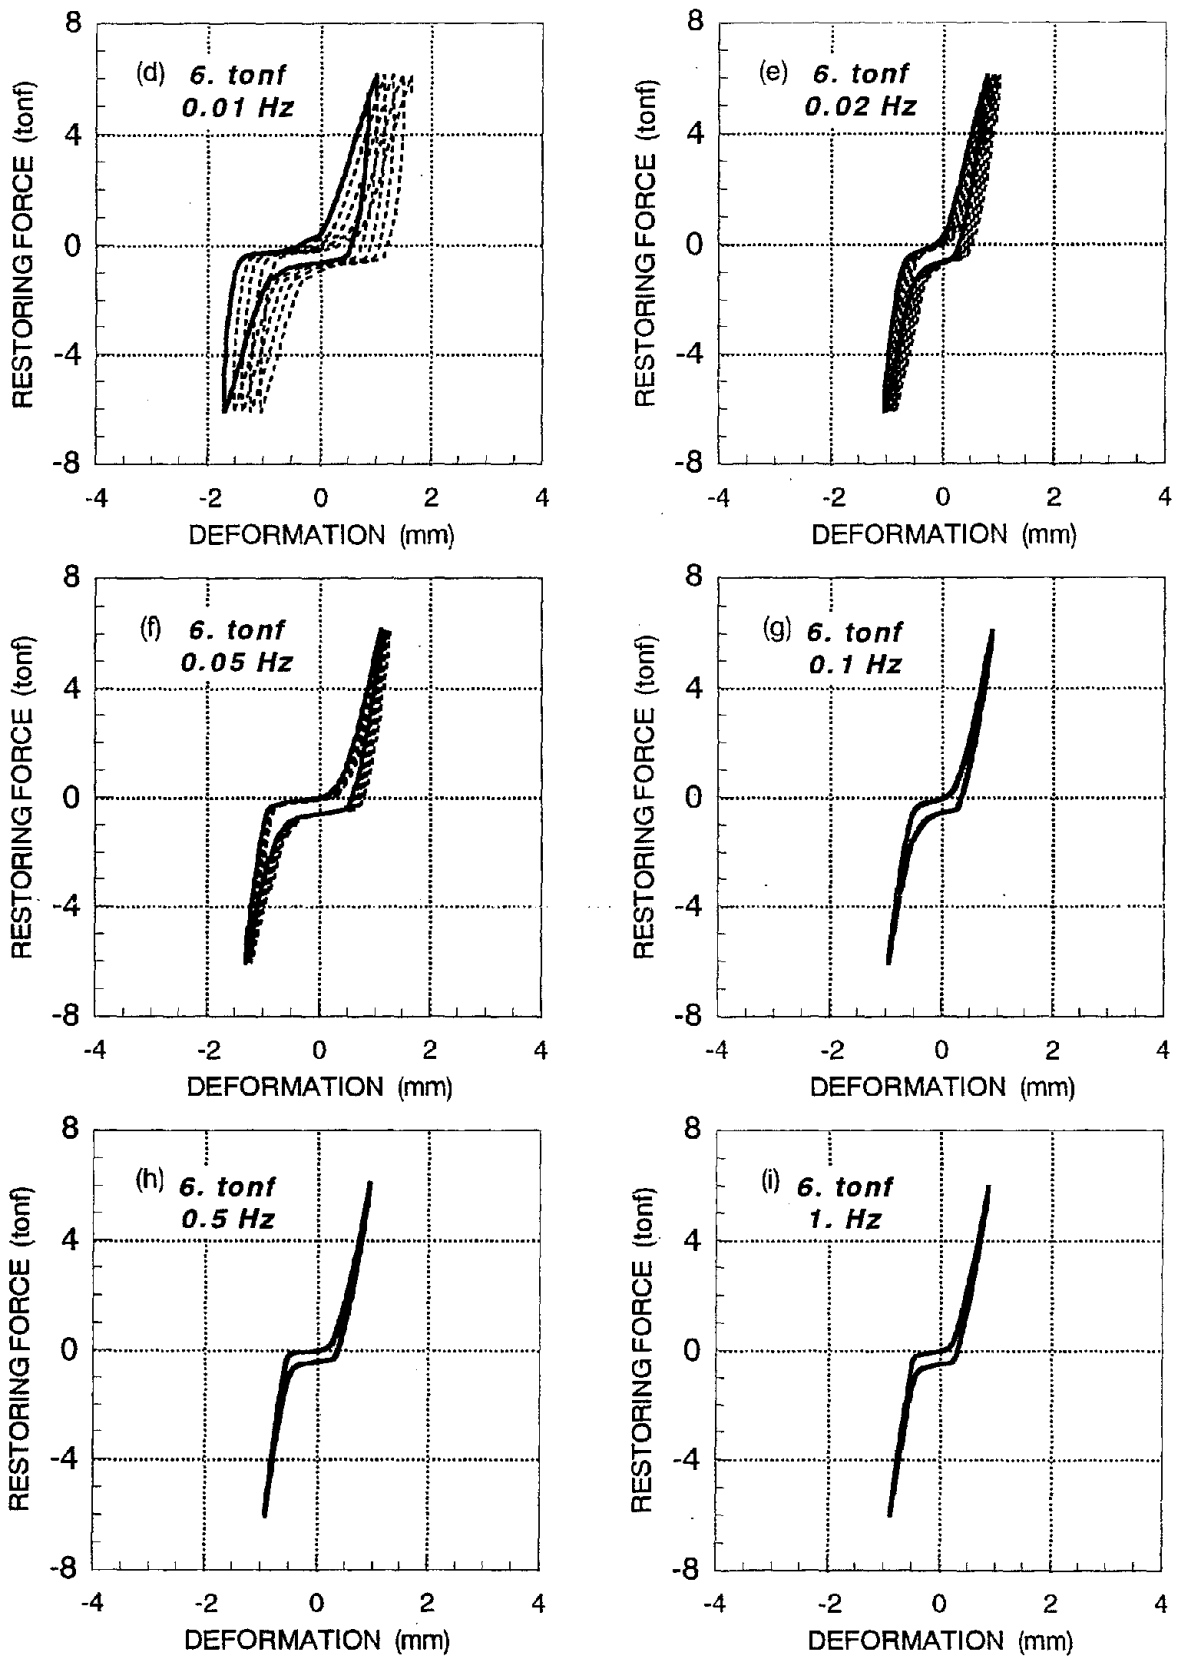 8
4
0
-4
-8
RESTORING FORCE (tonf)
(d) 6. tonf
0.01 Hz
-4 -2 0 2 4
DEFORMATION (mm)
8
4
0
-4
-8
RESTORING FORCE (tonf)
(e) 6. tonf
0.02 Hz
-4 -2 0 2 4
DEFORMATION (mm)
8
4
0
-4
-8
RESTORING FORCE (tonf)
(f) 6. tonf
0.05 Hz
-4 -2 0 2 4
DEFORMATION (mm)
8
4
0
-4
-8
RESTORING FORCE (tonf)
(g) 6. tonf
0.1 Hz
-4 -2 0 2 4
DEFORMATION (mm)
8
4
0
-4
-8
RESTORING FORCE (tonf)
(h) 6. tonf
0.5 Hz
-4 -2 0 2 4
DEFORMATION (mm)
8
4
0
-4
-8
RESTORING FORCE (tonf)
(i) 6. tonf
1. Hz
-4 -2 0 2 4
DEFORMATION (mm)